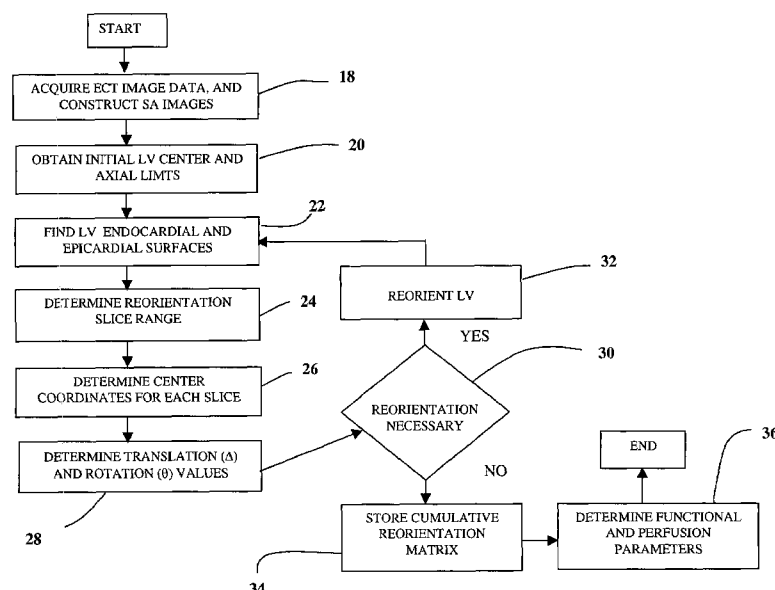 START
ACQUIRE ECT IMAGE DATA, AND
CONSTRUCT SA IMAGES
18
OBTAIN INITIAL LV CENTER AND
AXIAL LIMTS
20
FIND LV ENDOCARDIAL AND
EPICARDIAL SURFACES
22
DETERMINE REORIENTATION
SLICE RANGE
24
DETERMINE CENTER
COORDINATES FOR EACH SLICE
26
DETERMINE TRANSLATION (Δ)
AND ROTATION (θ) VALUES
28
REORIENT LV
32
YES
REORIENTATION
NECESSARY
30
NO
STORE CUMULATIVE
REORIENTATION
MATRIX
34
DETERMINE FUNCTIONAL
AND PERFUSION
PARAMETERS
36
END